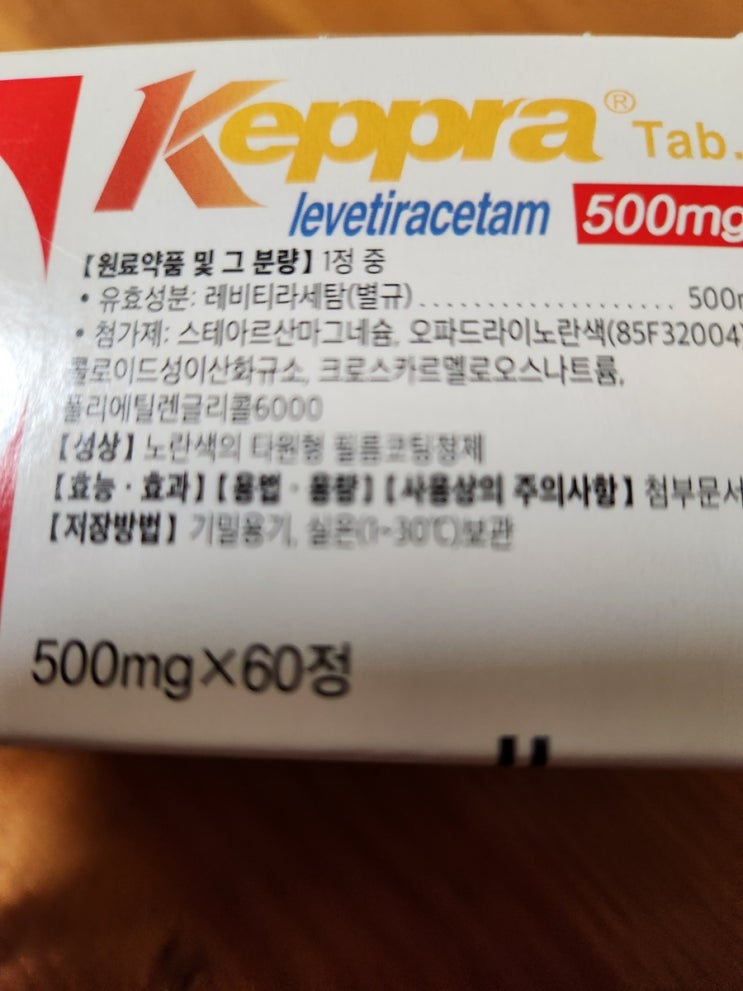 Keppra® Tab.
levetiracetam 500mg
【원료약품 및 그 분량】 1정 중
• 유효성분: 레비티라세탐(별규)..................... 500m
• 첨가제: 스테아르산마그네슘, 오파드라이노란색(85F32004)
콜로이드성이산화규소, 크로스카르멜로오스나트륨,
폴리에틸렌글리콜6000
【성상】 노란색의 타원형 필름코팅정제
【효능 · 효과】【용법 · 용량】【사용상의 주의사항】 첨부문서
【저장방법】 기밀용기, 실온(1~30℃)보관
500mg×60정